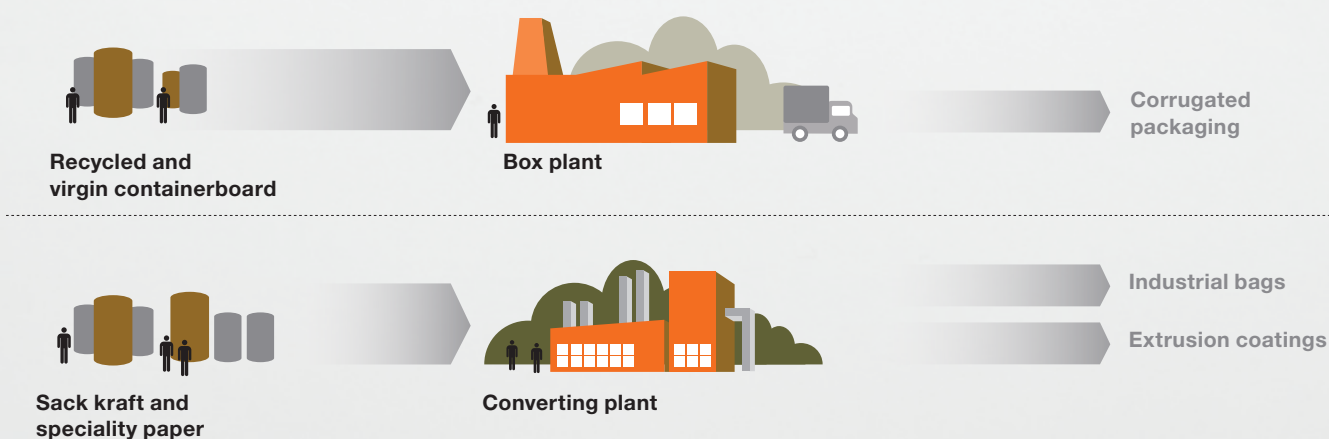 Corrugated
packaging
Recycled and
virgin containerboard
Box plant
Industrial bags
Extrusion coatings
Sack kraft and
speciality paper
Converting plant